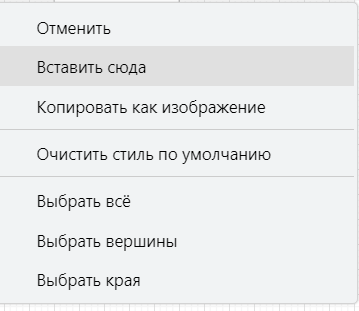 Отменить
Вставить сюда
Копировать как изображение
Очистить стиль по умолчанию
Выбрать всё
Выбрать вершины
Выбрать края